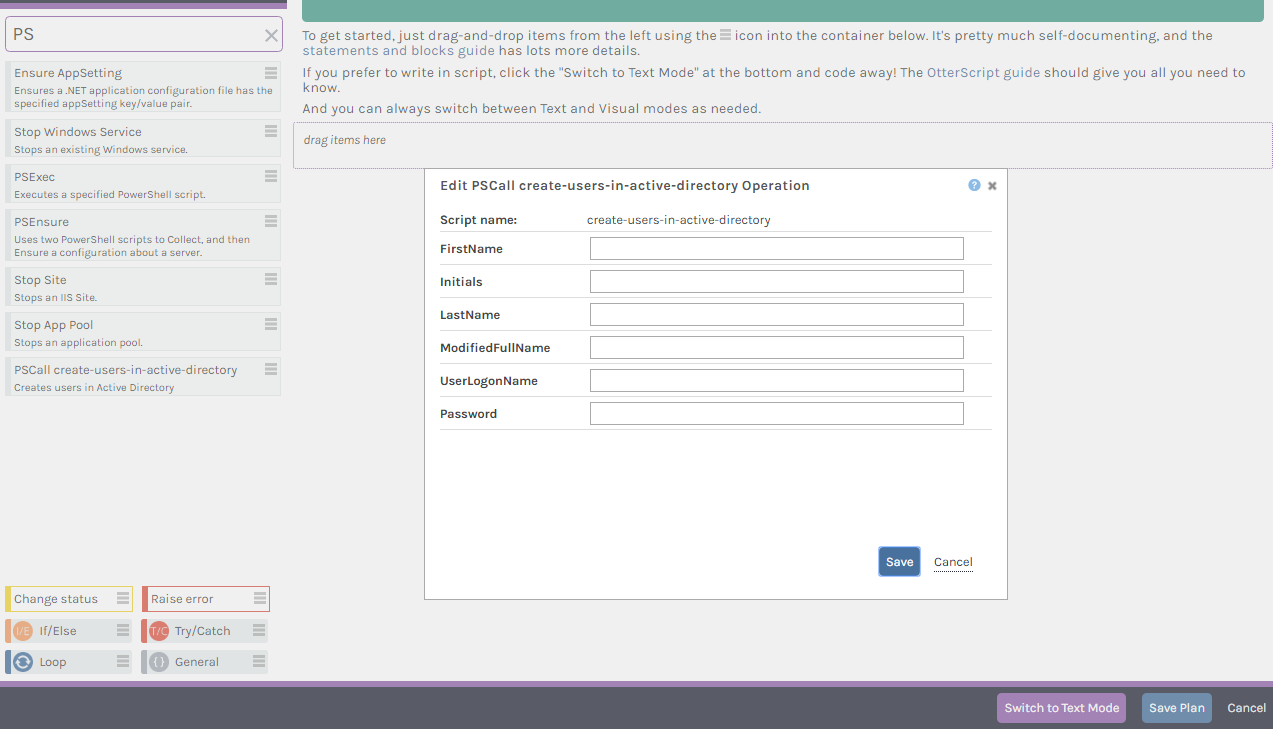 PS
Ensure AppSetting
Ensures a .NET application configuration file has the
specified appSetting key/value pair.
Stop Windows Service
Stops an existing Windows service.
PSExec
Executes a specified PowerShell script.
PSEnsure
Uses two PowerShell scripts to Collect, and then
Ensure a configuration about a server.
Stop Site
Stops an IIS Site.
Stop App Pool
Stops an application pool.
PSCall create-users-in-active-directory
Creates users in Active Directory
Change status
Raise error
I/E If/Else
T/C Try/Catch
Loop
{} General
To get started, just drag-and-drop items from the left using the icon into the container below. It's pretty much self-documenting, and the
statements and blocks guide has lots more details.
If you prefer to write in script, click the "Switch to Text Mode" at the bottom and code away! The OtterScript guide should give you all you need to
know.
And you can always switch between Text and Visual modes as needed.
drag items here
Edit PSCall create-users-in-active-directory Operation
?
Script name: create-users-in-active-directory
FirstName
Initials
LastName
ModifiedFullName
UserLogonName
Password
Save Cancel
Switch to Text Mode Save Plan Cancel